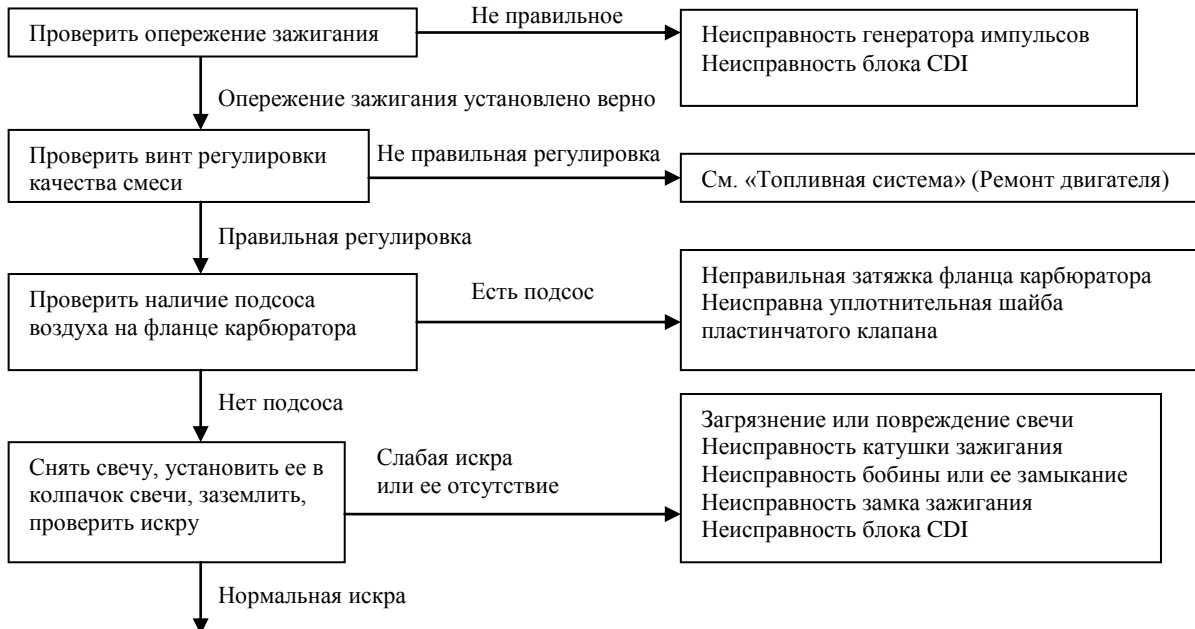 Проверить опережение зажигания
Не правильное
Неисправность генератора импульсов
Неисправность блока CDI
Опережение зажигания установлено верно
Проверить винт регулировки
качества смеси
Не правильная регулировка
См. «Топливная система» (Ремонт двигателя)
Правильная регулировка
Проверить наличие подсоса
воздуха на фланце карбюратора
Есть подсос
Неправильная затяжка фланца карбюратора
Неисправна уплотнительная шайба
пластинчатого клапана
Нет подсоса
Снять свечу, установить ее в
колпачок свечи, заземлить,
проверить искру
Слабая искра
или ее отсутствие
Загрязнение или повреждение свечи
Неисправность катушки зажигания
Неисправность бобины или ее замыкание
Неисправность замка зажигания
Неисправность блока CDI
Нормальная искра